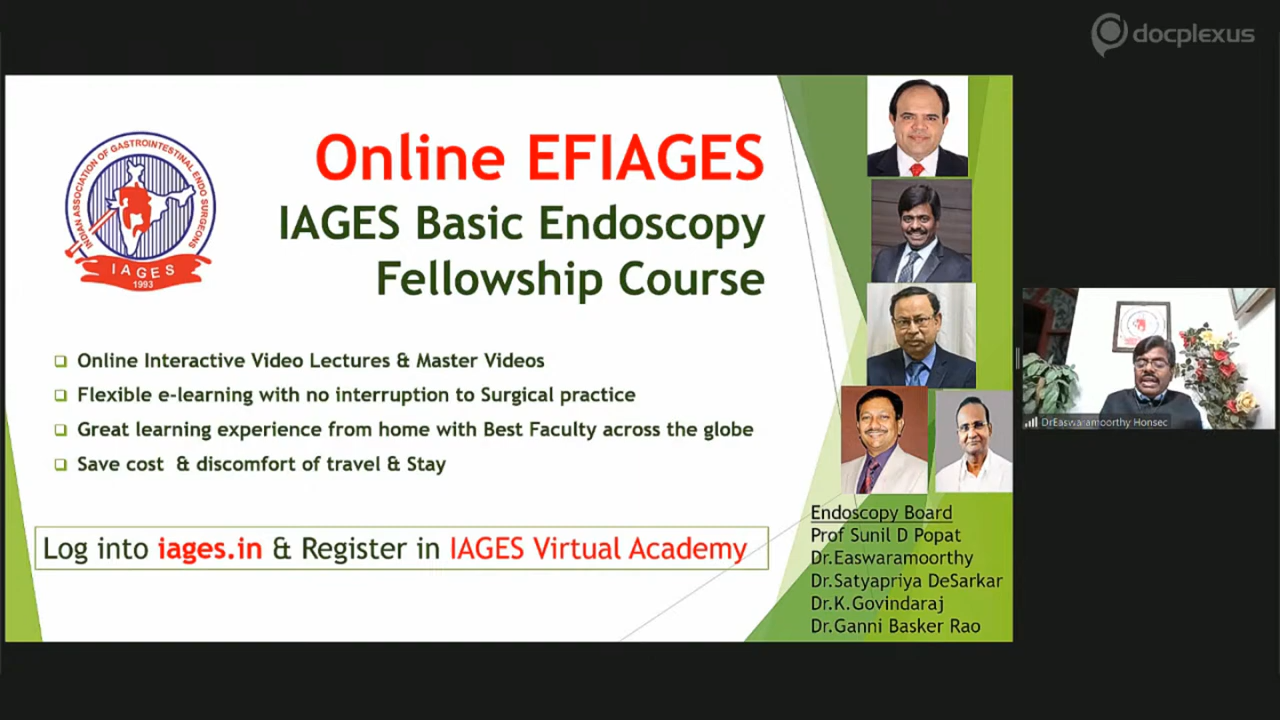 docplexus
INDIAN ASSOCIATION OF GASTROINTESTINAL ENDO SURGEONS
IAGES
1993
Online EFIAGES
IAGES Basic Endoscopy
Fellowship Course
Online Interactive Video Lectures & Master Videos
Flexible e-learning with no interruption to Surgical practice
Great learning experience from home with Best Faculty across the globe
Save cost & discomfort of travel & Stay
Log into iages.in & Register in IAGES Virtual Academy
Endoscopy Board
Prof Sunil D Popat
Dr.Easwaramoorthy
Dr.Satyapriya DeSarkar
Dr.K.Govindaraj
Dr.Ganni Basker Rao
DrEaswaramoorthy Honsec